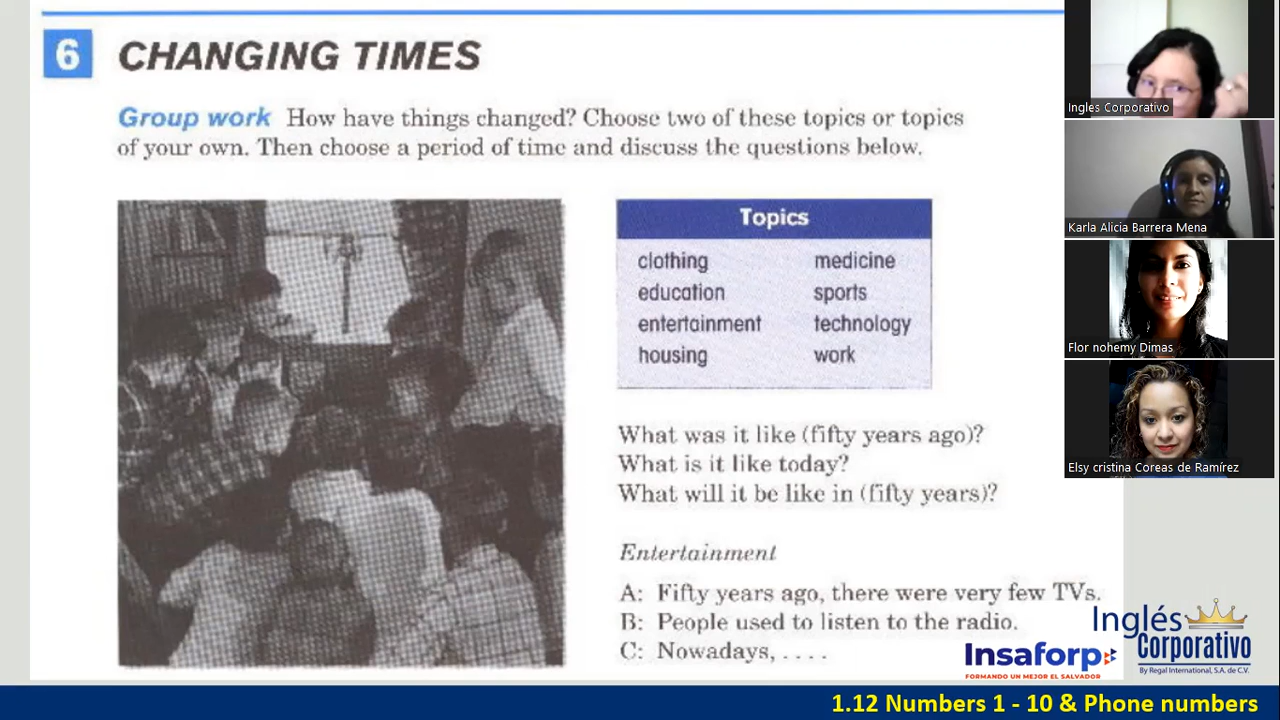 6 CHANGING TIMES
Group work How have things changed? Choose two of these topics or topics
of your own. Then choose a period of time and discuss the questions below.
Topics
clothing medicine
education sports
entertainment technology
housing work
What was it like (fifty years ago)?
What is it like today?
What will it be like in (fifty years)?
Entertainment
A: Fifty years ago, there were very few TVs.
B: People used to listen to the radio.
C: Nowadays, . . . .
Ingles Corporativo
Karla Alicia Barrera Mena
Flor nohemy Dimas
Elsy cristina Coreas de Ramírez
Insaforp
FORMANDO UN MEJOR EL SALVADOR
Inglés
Corporativo
By Regal International, S.A. de C.V.
1.12 Numbers 1 - 10 & Phone numbers